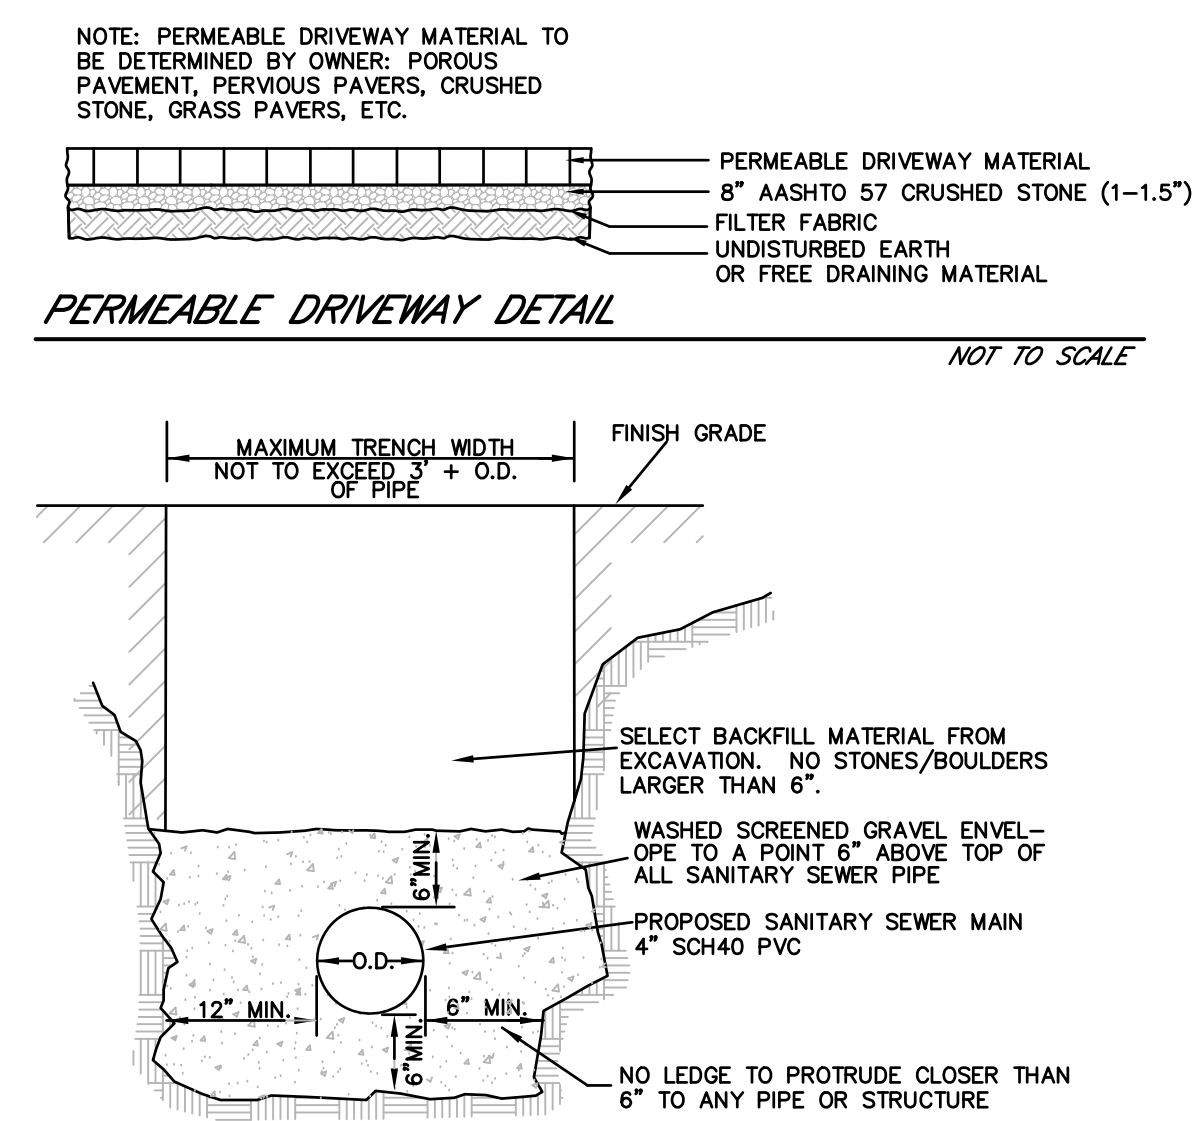 NOTE: PERMEABLE DRIVEWAY MATERIAL TO
BE DETERMINED BY OWNER: POROUS
PAVEMENT, PERVIOUS PAVERS, CRUSHED
STONE, GRASS PAVERS, ETC.
PERMEABLE DRIVEWAY MATERIAL
8" AASHTO 57 CRUSHED STONE (1-1.5")
FILTER FABRIC
UNDISTURBED EARTH
OR FREE DRAINING MATERIAL
PERMEABLE DRIVEWAY DETAIL
NOT TO SCALE
FINISH GRADE
MAXIMUM TRENCH WIDTH
NOT TO EXCEED 3' + O.D.
OF PIPE
SELECT BACKFILL MATERIAL FROM
EXCAVATION. NO STONES/BOULDERS
LARGER THAN 6".
WASHED SCREENED GRAVEL ENVEL-
OPE TO A POINT 6" ABOVE TOP OF
ALL SANITARY SEWER PIPE
6"MIN.
PROPOSED SANITARY SEWER MAIN
4" SCH40 PVC
O.D.
12" MIN.
6" MIN.
6"MIN.
NO LEDGE TO PROTRUDE CLOSER THAN
6" TO ANY PIPE OR STRUCTURE